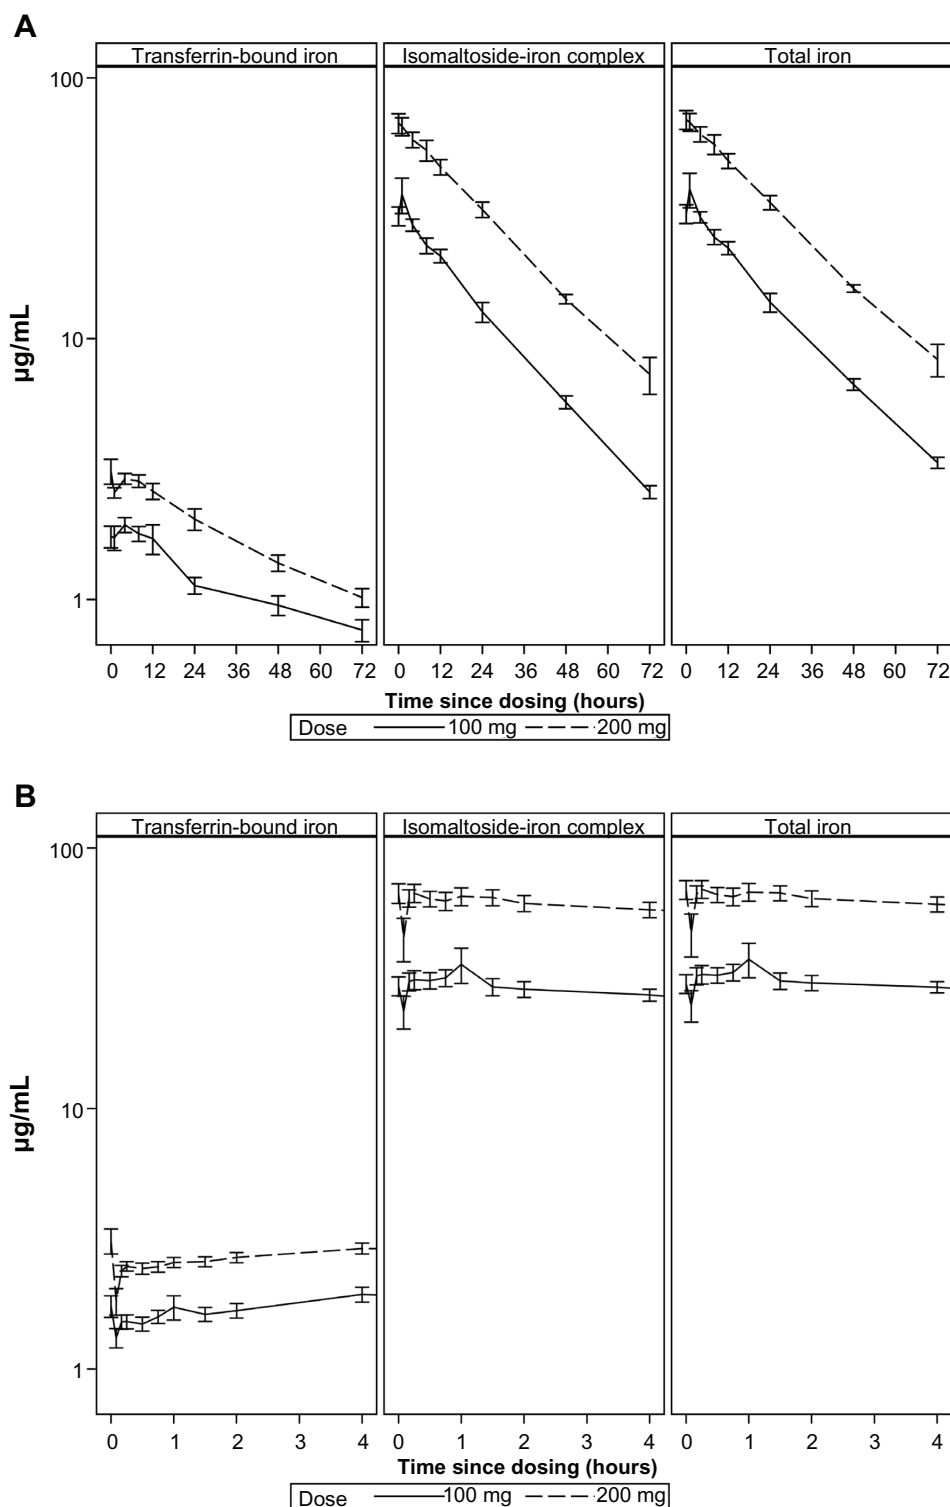 A
Transferrin-bound iron Isomaltoside-iron complex Total iron
100
10
1
µg/mL
0 12 24 36 48 60 72 0 12 24 36 48 60 72 0 12 24 36 48 60 72
Time since dosing (hours)
Dose 100 mg 200 mg
B
Transferrin-bound iron Isomaltoside-iron complex Total iron
100
10
1
µg/mL
0 1 2 3 4 0 1 2 3 4 0 1 2 3 4
Time since dosing (hours)
Dose 100 mg 200 mg